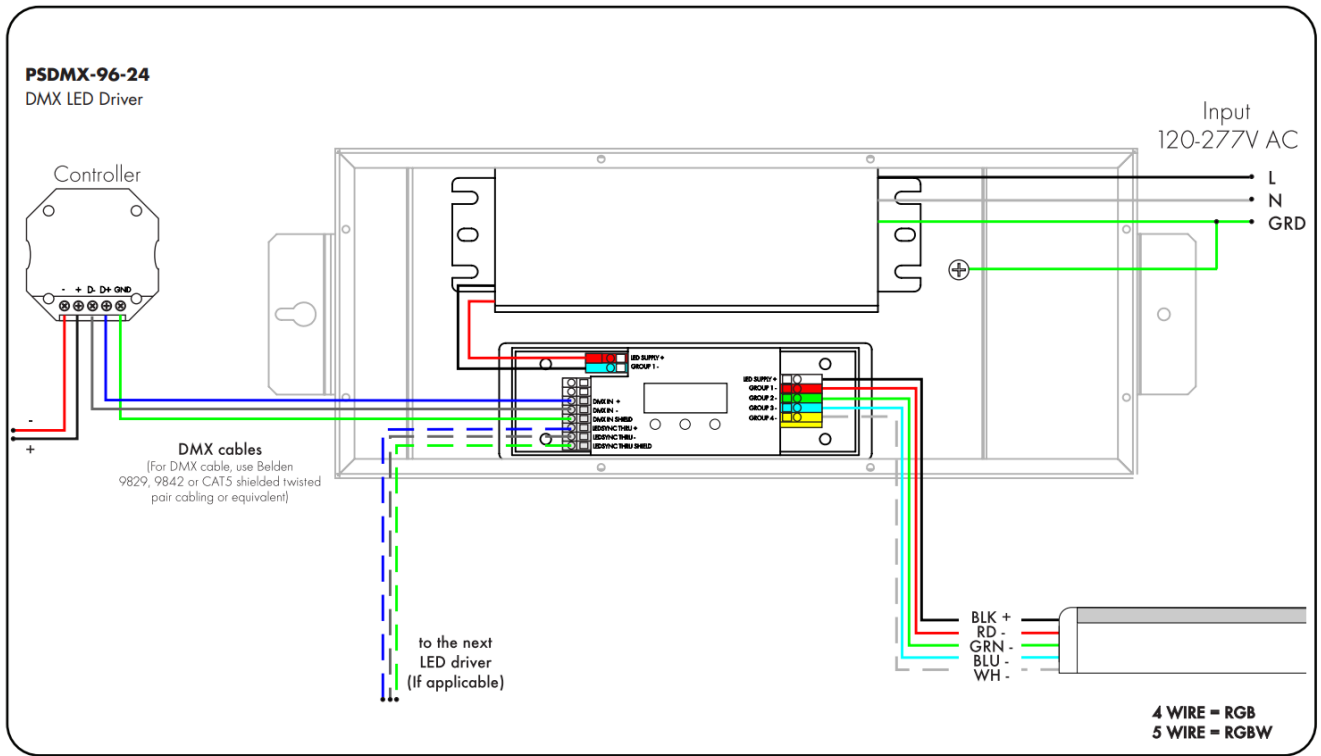 PSDMX-96-24
DMX LED Driver
Input
120-277V AC
L
N
GRD
Controller
- + D- D+ GND
-
+
DMX cables
(For DMX cable, use Belden
9829, 9842 or CAT5 shielded twisted
pair cabling or equivalent)
LED SUPPLY +
GROUP 1 -
DMX IN +
DMX IN -
DMX IN SHIELD
LEDSYNC THRU +
LEDSYNC THRU -
LEDSYNC THRU SHIELD
LED SUPPLY +
GROUP 1 -
GROUP 2 -
GROUP 3 -
GROUP 4 -
to the next
LED driver
(If applicable)
BLK +
RD -
GRN -
BLU -
WH -
4 WIRE = RGB
5 WIRE = RGBW